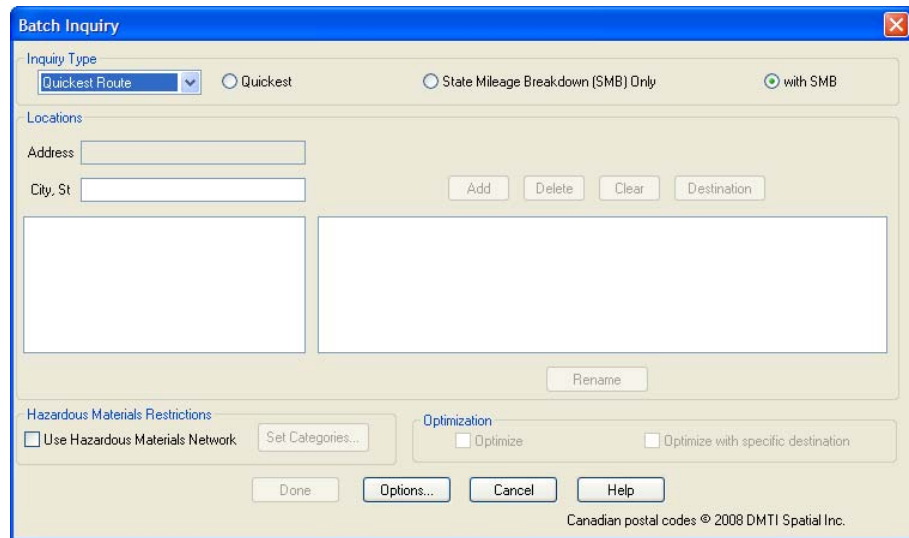 Batch Inquiry
Inquiry Type
Quickest Route
Quickest
State Mileage Breakdown (SMB) Only
with SMB
Locations
Address
City, St
Add
Delete
Clear
Destination
Rename
Hazardous Materials Restrictions
Use Hazardous Materials Network
Set Categories...
Optimization
Optimize
Optimize with specific destination
Done
Options...
Cancel
Help
Canadian postal codes © 2008 DMTI Spatial Inc.